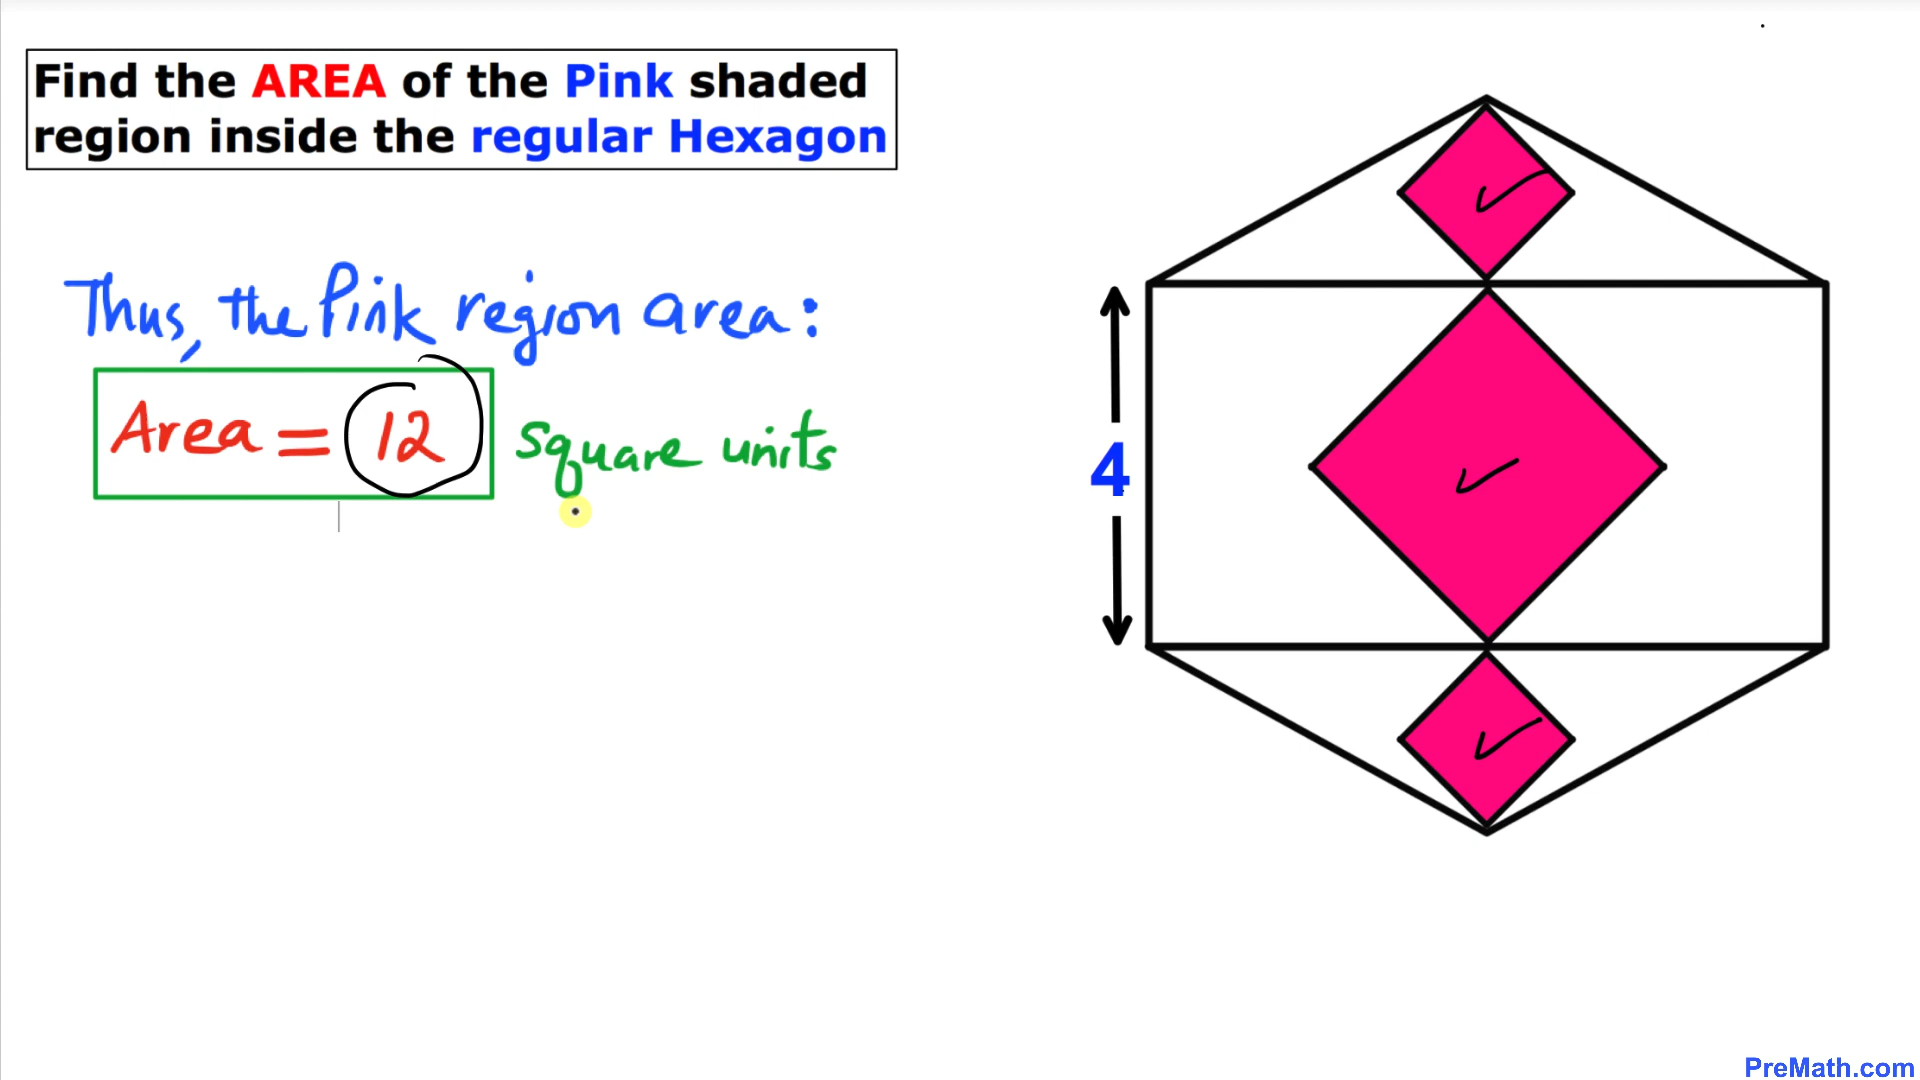 Find the AREA of the Pink shaded
region inside the regular Hexagon
Thus, the Pink region area:
Area = 12 square units
4
PreMath.com